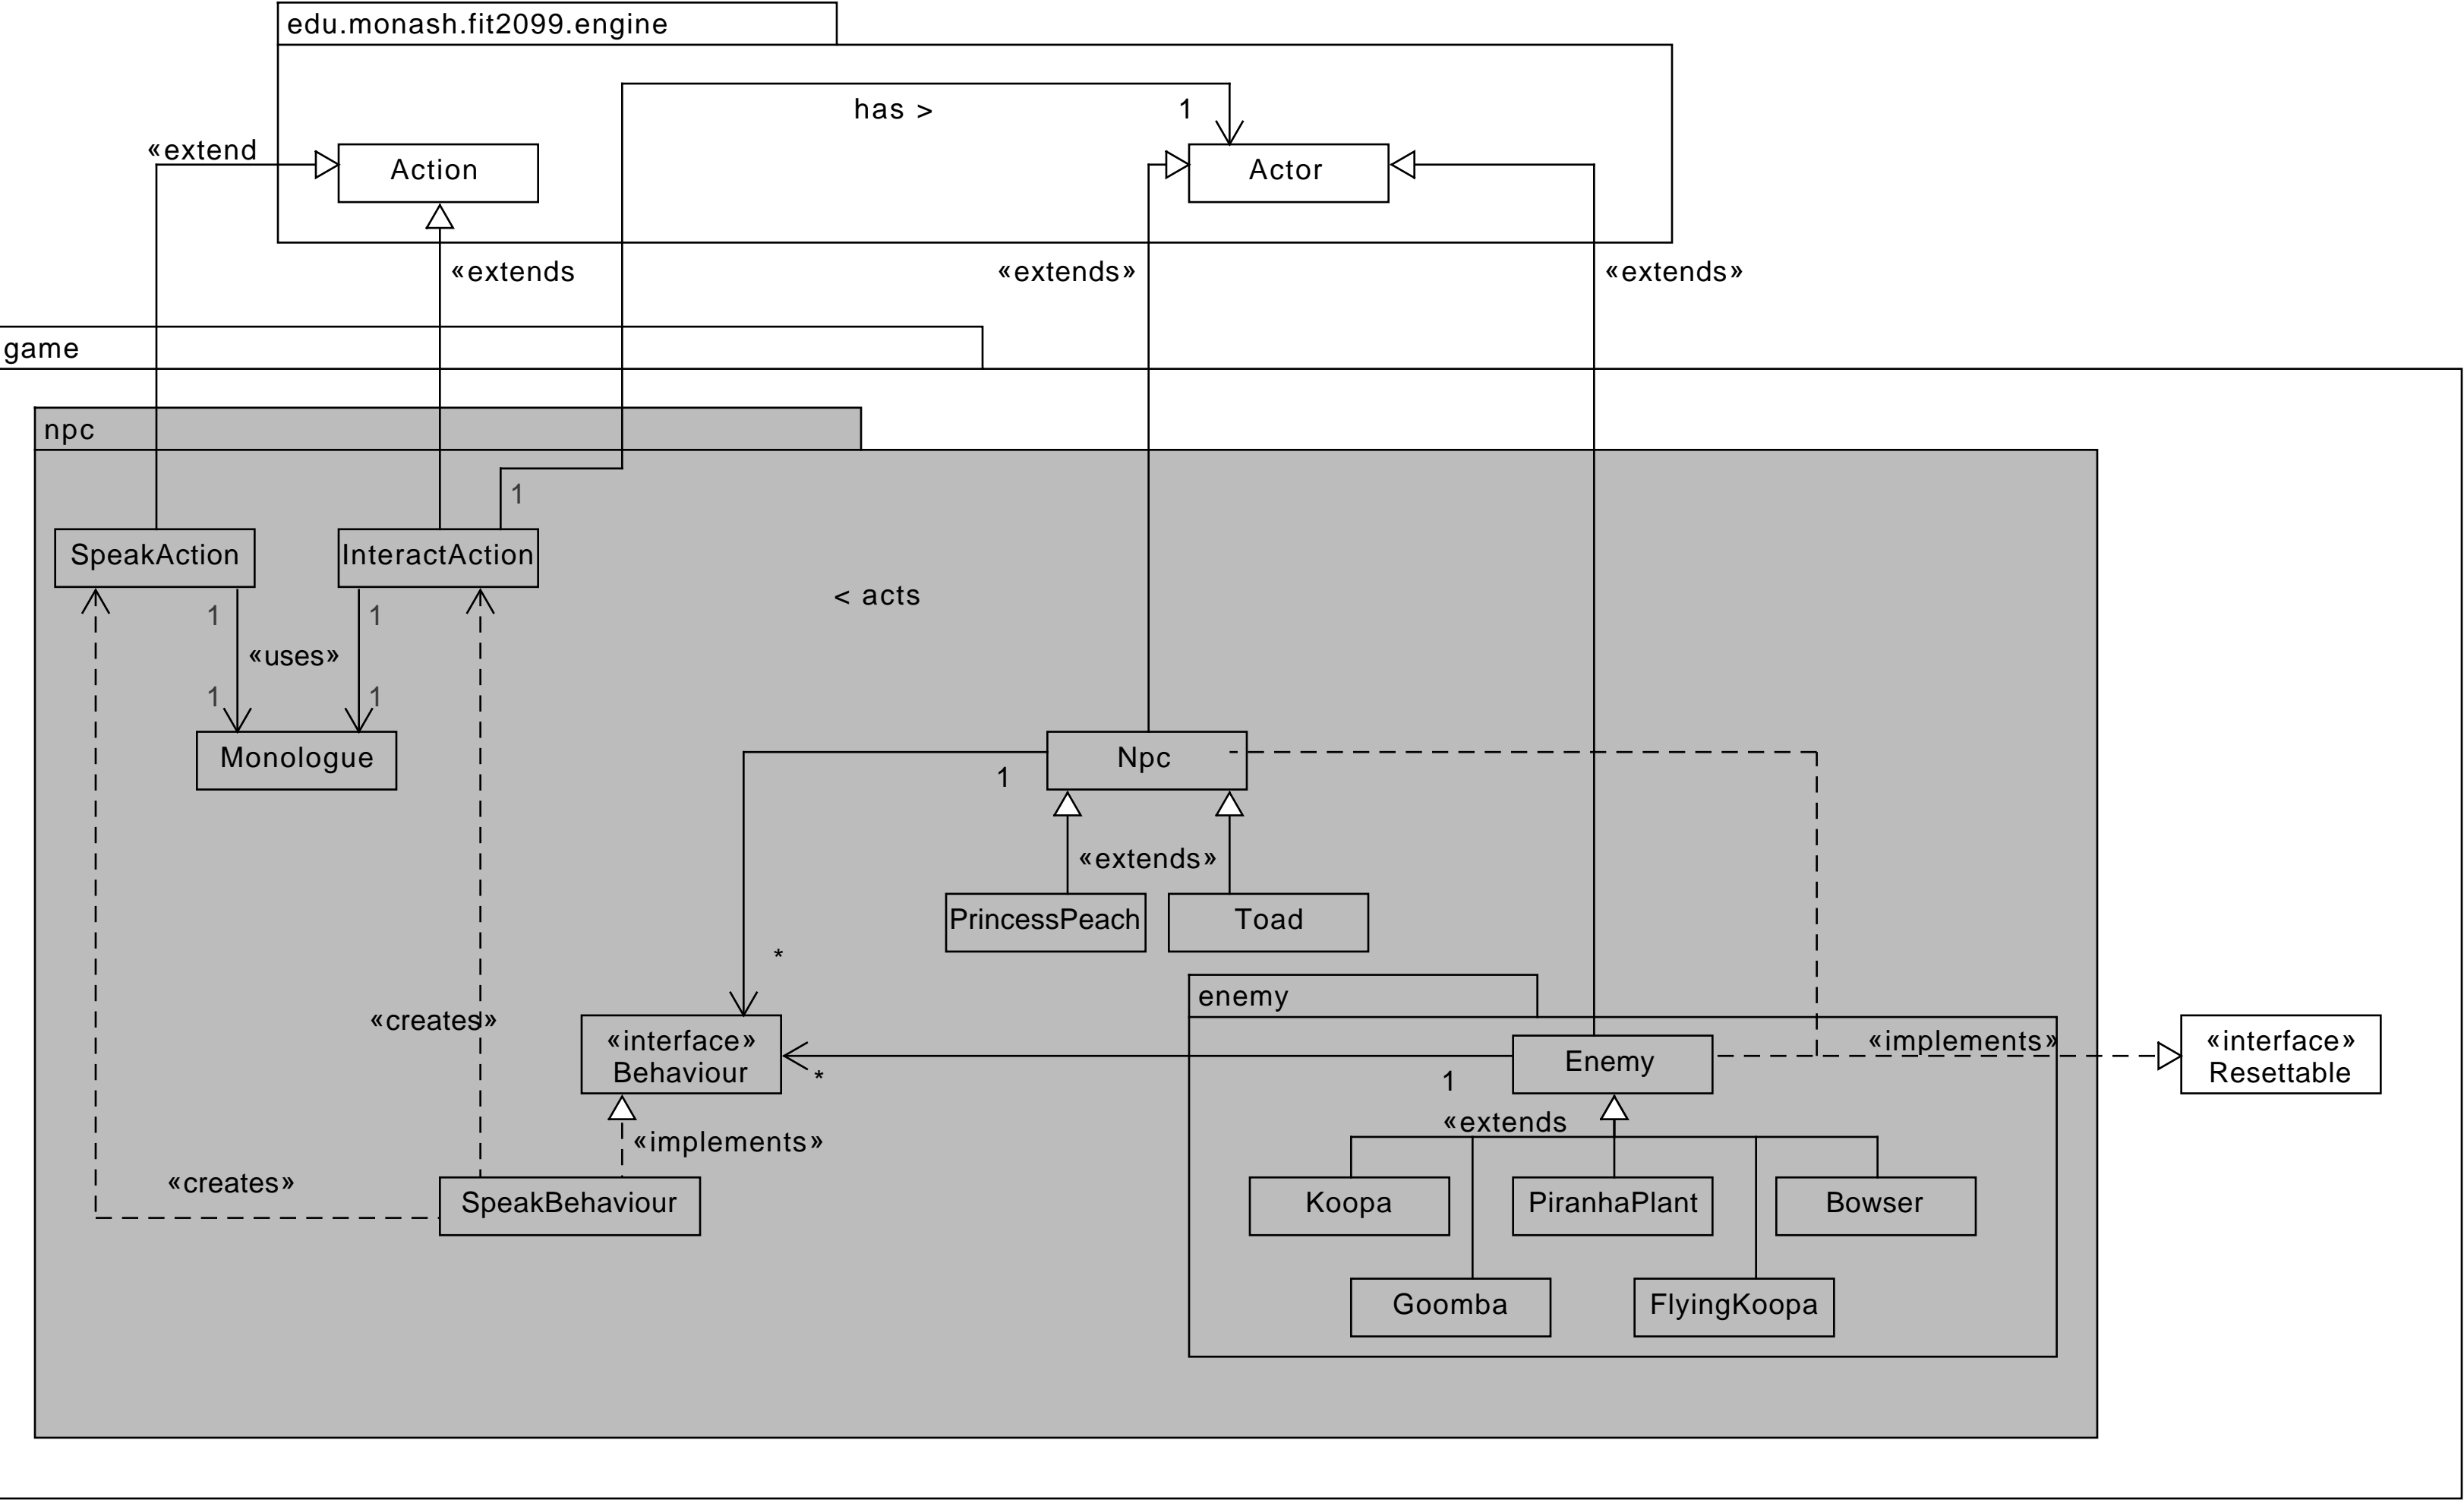 edu.monash.fit2099.engine
has >
1
«extend
Action
Actor
«extends
«extends»
«extends»
game
npc
1
SpeakAction
InteractAction
1
1
< acts
«uses»
1
1
Monologue
Npc
1
«extends»
PrincessPeach
Toad
*
enemy
«creates»
«interface»
Behaviour
*
1
Enemy
«implements»
«interface»
Resettable
«extends
«implements»
«creates»
SpeakBehaviour
Koopa
PiranhaPlant
Bowser
Goomba
FlyingKoopa